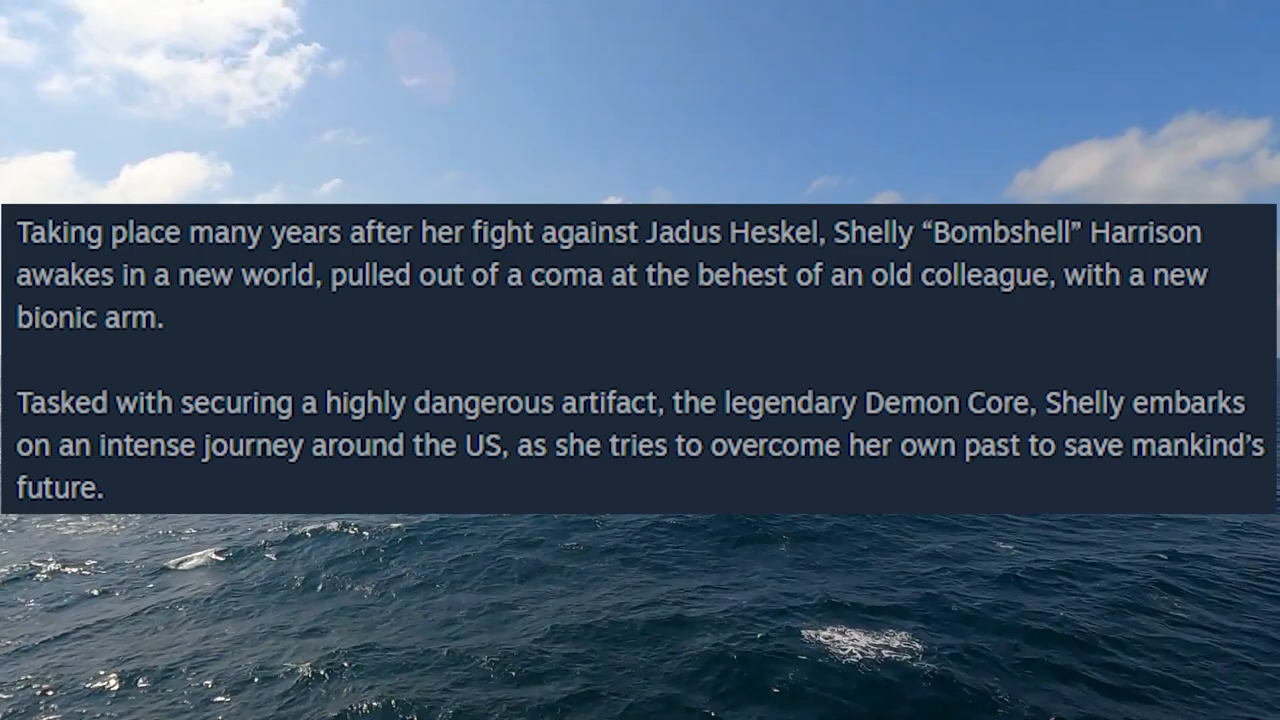 Taking place many years after her fight against Jadus Heskel, Shelly “Bombshell” Harrison
awakes in a new world, pulled out of a coma at the behest of an old colleague, with a new
bionic arm.
Tasked with securing a highly dangerous artifact, the legendary Demon Core, Shelly embarks
on an intense journey around the US, as she tries to overcome her own past to save mankind’s
future.